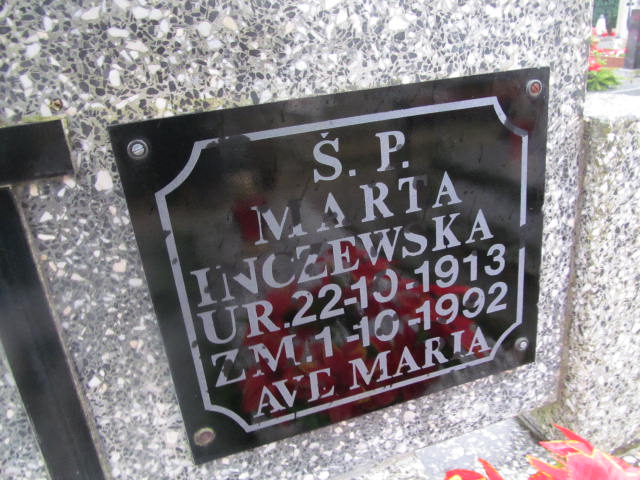 Ś. P.
MARTA
INCZEWSKA
UR. 22-10-1913
ZM. 1-10-1992
AVE MARIA